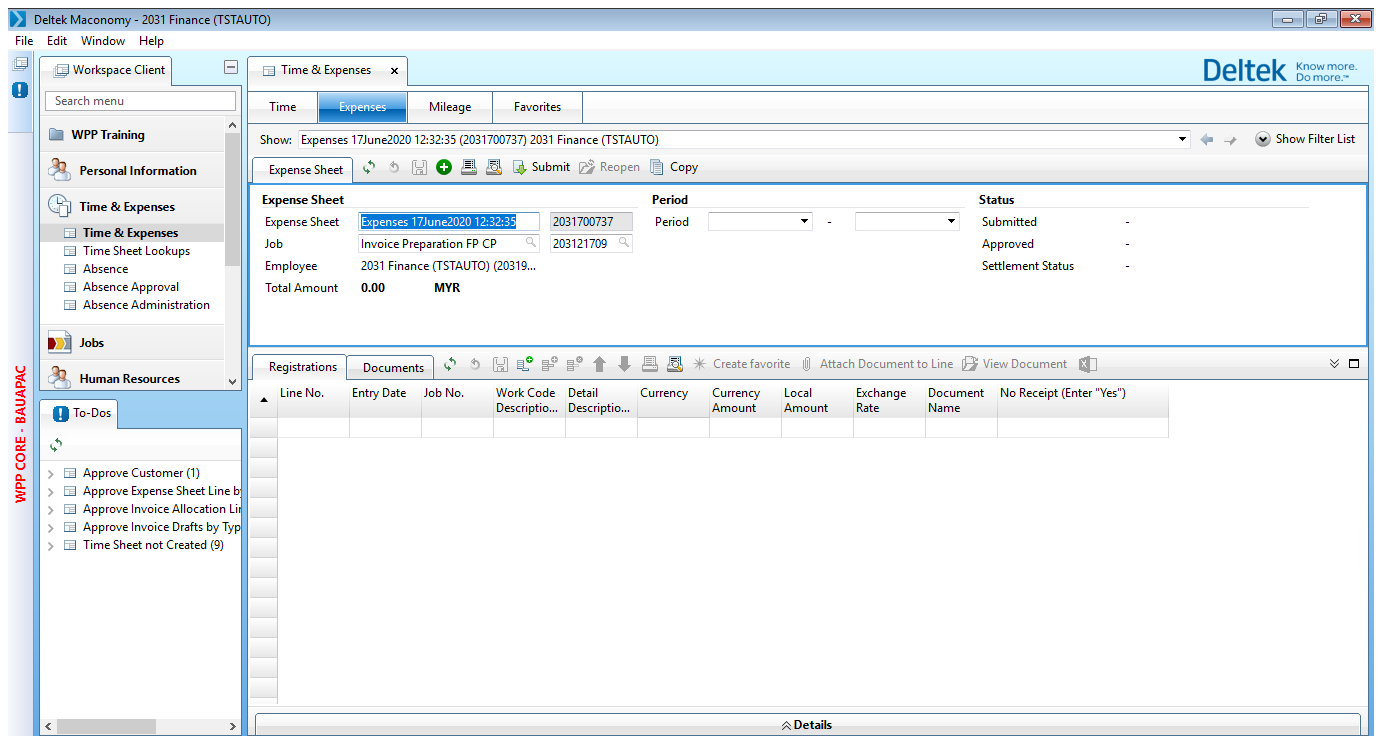 Deltek Maconomy - 2031 Finance (TSTAUTO)
File Edit Window Help
Workspace Client
Search menu
WPP Training
Personal Information
Time & Expenses
Time & Expenses
Time Sheet Lookups
Absence
Absence Approval
Absence Administration
Jobs
Human Resources
WPP CORE - BAUAPAC
To-Dos
Approve Customer (1)
Approve Expense Sheet Line by
Approve Invoice Allocation Lin
Approve Invoice Drafts by Typ
Time Sheet not Created (9)
Time & Expenses x
Deltek Know more. Do more.™
Time Expenses Mileage Favorites
Show: Expenses 17June2020 12:32:35 (2031700737) 2031 Finance (TSTAUTO) Show Filter List
Expense Sheet Submit Reopen Copy
Expense Sheet Period Status
Expense Sheet Expenses 17June2020 12:32:35 2031700737 Period - Submitted -
Job Invoice Preparation FP CP 203121709 Approved -
Employee 2031 Finance (TSTAUTO) (20319... Settlement Status -
Total Amount 0.00 MYR
Registrations Documents Create favorite Attach Document to Line View Document
Line No. Entry Date Job No. Work Code Descriptio... Detail Descriptio... Currency Currency Amount Local Amount Exchange Rate Document Name No Receipt (Enter "Yes")
Details